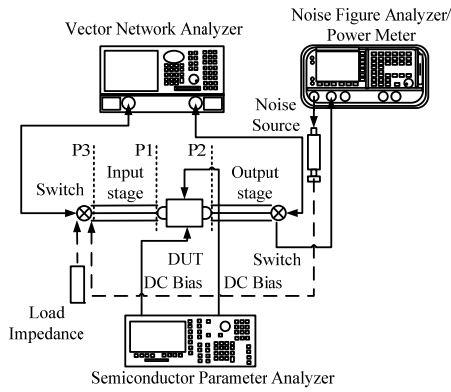 Vector Network Analyzer
Noise Figure Analyzer/
Power Meter
Noise
Source
P3
P1
P2
Input
stage
Output
stage
Switch
DUT
Switch
DC Bias
DC Bias
Load
Impedance
Semiconductor Parameter Analyzer